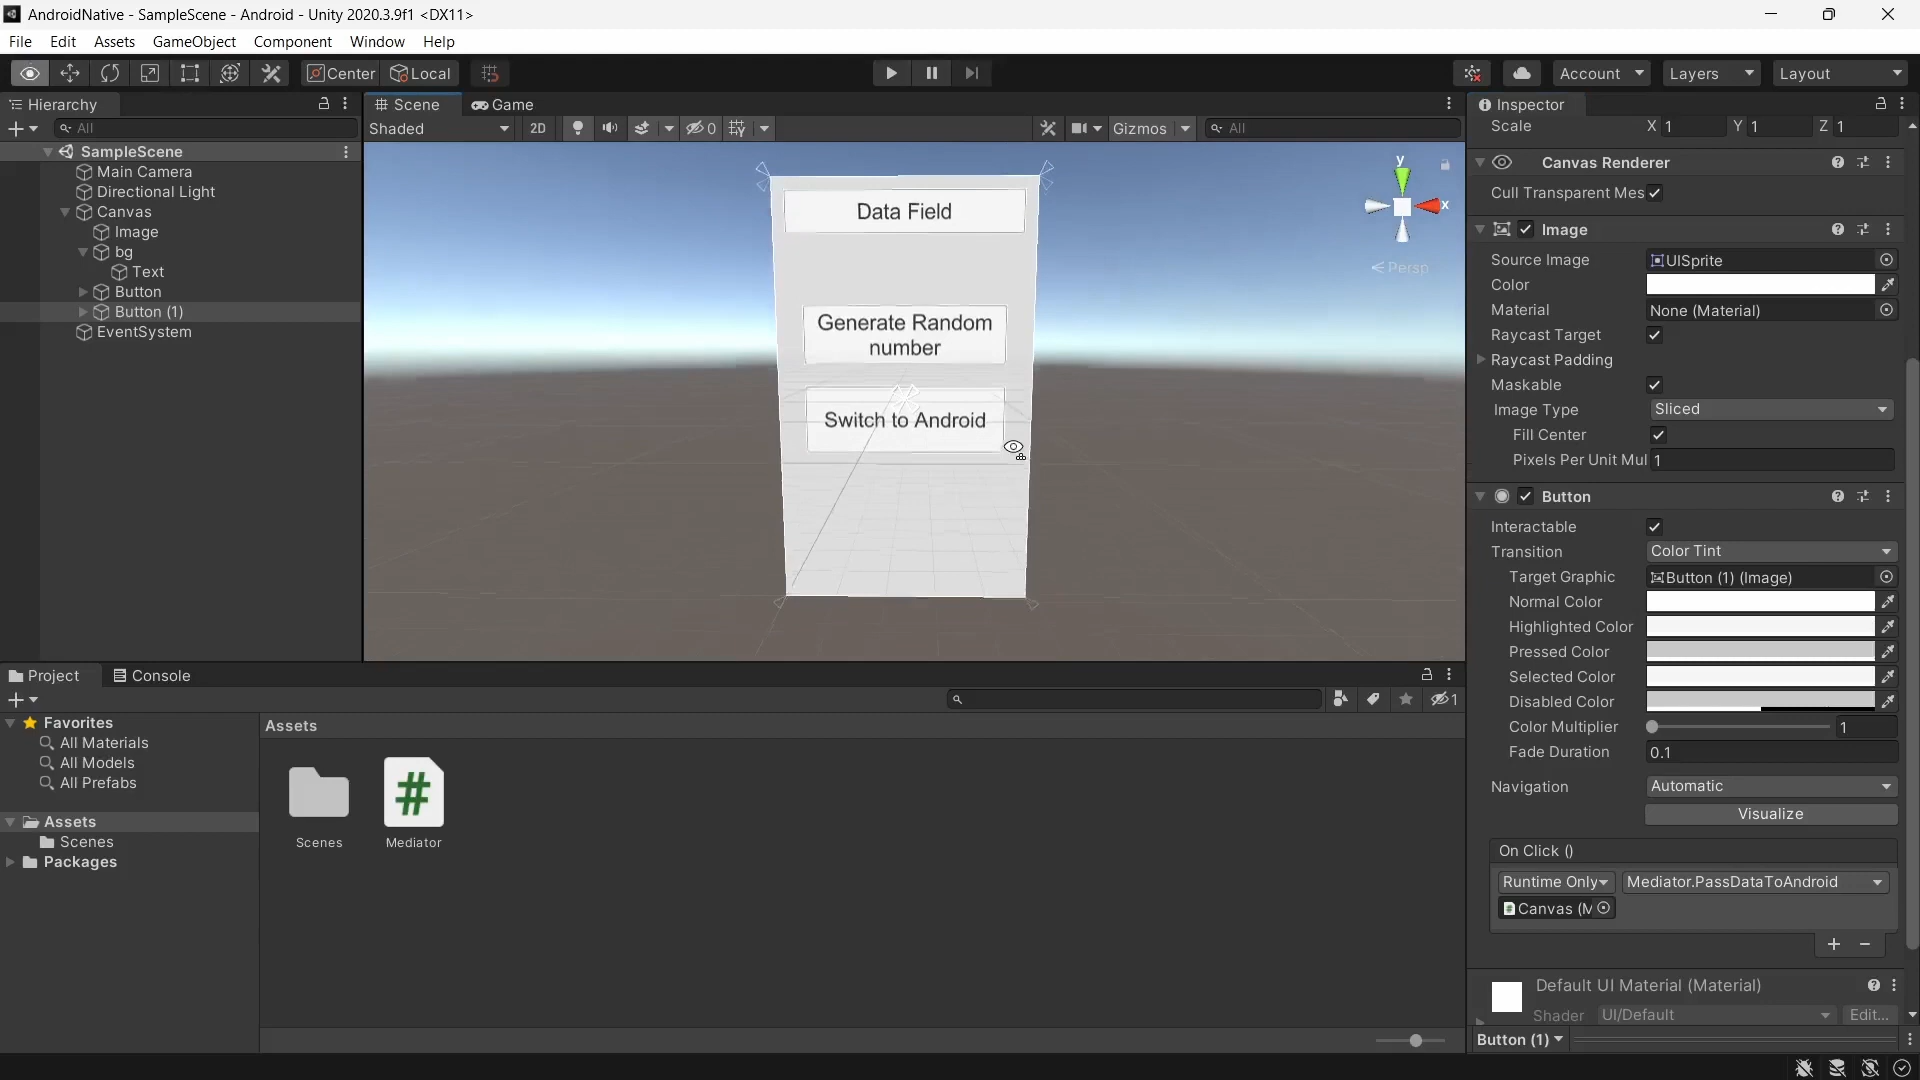 AndroidNative - SampleScene - Android - Unity 2020.3.9f1 <DX11>
File Edit Assets GameObject Component Window Help
Center Local Account Layers Layout
Hierarchy
All
SampleScene
Main Camera
Directional Light
Canvas
Image
bg
Text
Button
Button (1)
EventSystem
Scene Game
Shaded 2D 0 Gizmos All
y
x
Persp
Data Field
Generate Random
number
Switch to Android
Inspector
Scale X 1 Y 1 Z 1
Canvas Renderer
Cull Transparent Mes
Image
Source Image UISprite
Color
Material None (Material)
Raycast Target
Raycast Padding
Maskable
Image Type Sliced
Fill Center
Pixels Per Unit Mul 1
Button
Interactable
Transition Color Tint
Target Graphic Button (1) (Image)
Normal Color
Highlighted Color
Pressed Color
Selected Color
Disabled Color
Color Multiplier 1
Fade Duration 0.1
Navigation Automatic
Visualize
On Click ()
Runtime Only Mediator.PassDataToAndroid
Canvas (M
Default UI Material (Material)
Shader UI/Default Edit...
Button (1)
Project Console
1
Favorites
All Materials
All Models
All Prefabs
Assets
Scenes
Packages
Assets
Scenes
Mediator